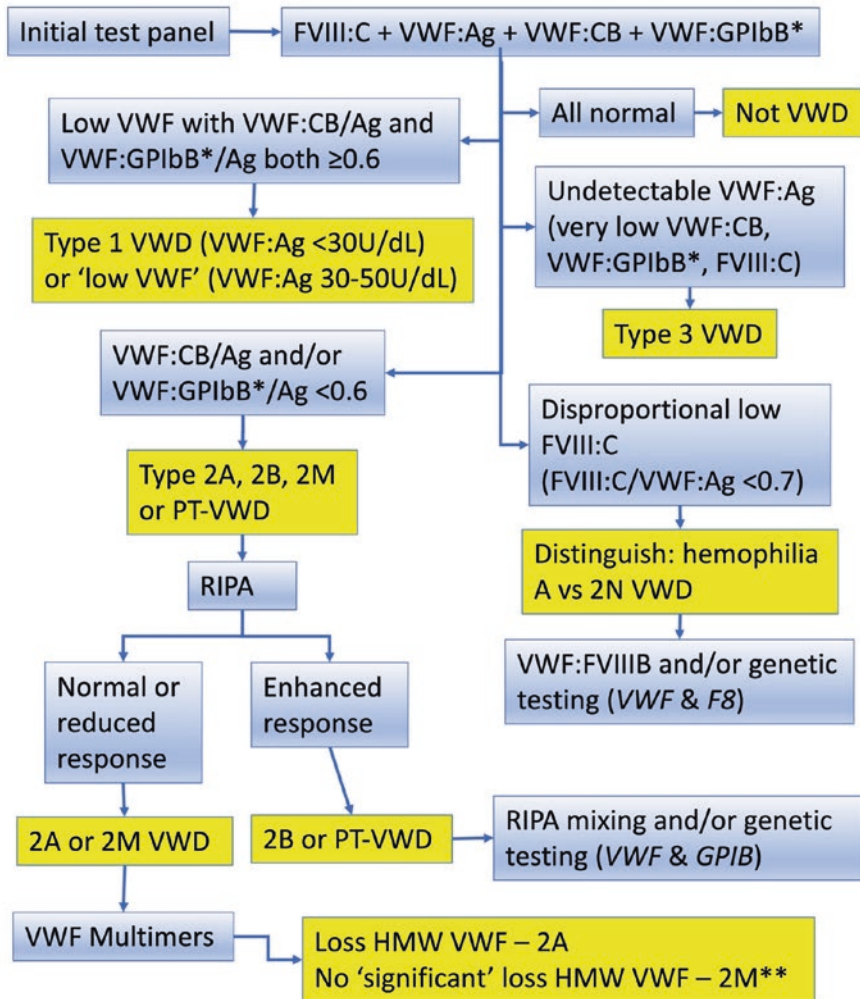 Initial test panel
FVIII:C + VWF:Ag + VWF:CB + VWF:GPIbB*
All normal
Not VWD
Low VWF with VWF:CB/Ag and
VWF:GPIbB*/Ag both ≥0.6
Type 1 VWD (VWF:Ag <30U/dL)
or ‘low VWF’ (VWF:Ag 30-50U/dL)
Undetectable VWF:Ag
(very low VWF:CB,
VWF:GPIbB*, FVIII:C)
Type 3 VWD
VWF:CB/Ag and/or
VWF:GPIbB*/Ag <0.6
Type 2A, 2B, 2M
or PT-VWD
RIPA
Disproportional low
FVIII:C
(FVIII:C/VWF:Ag <0.7)
Distinguish: hemophilia
A vs 2N VWD
VWF:FVIIIB and/or genetic
testing (VWF & F8)
Normal or
reduced
response
Enhanced
response
2A or 2M VWD
2B or PT-VWD
RIPA mixing and/or genetic
testing (VWF & GPIB)
VWF Multimers
Loss HMW VWF – 2A
No ‘significant’ loss HMW VWF – 2M**